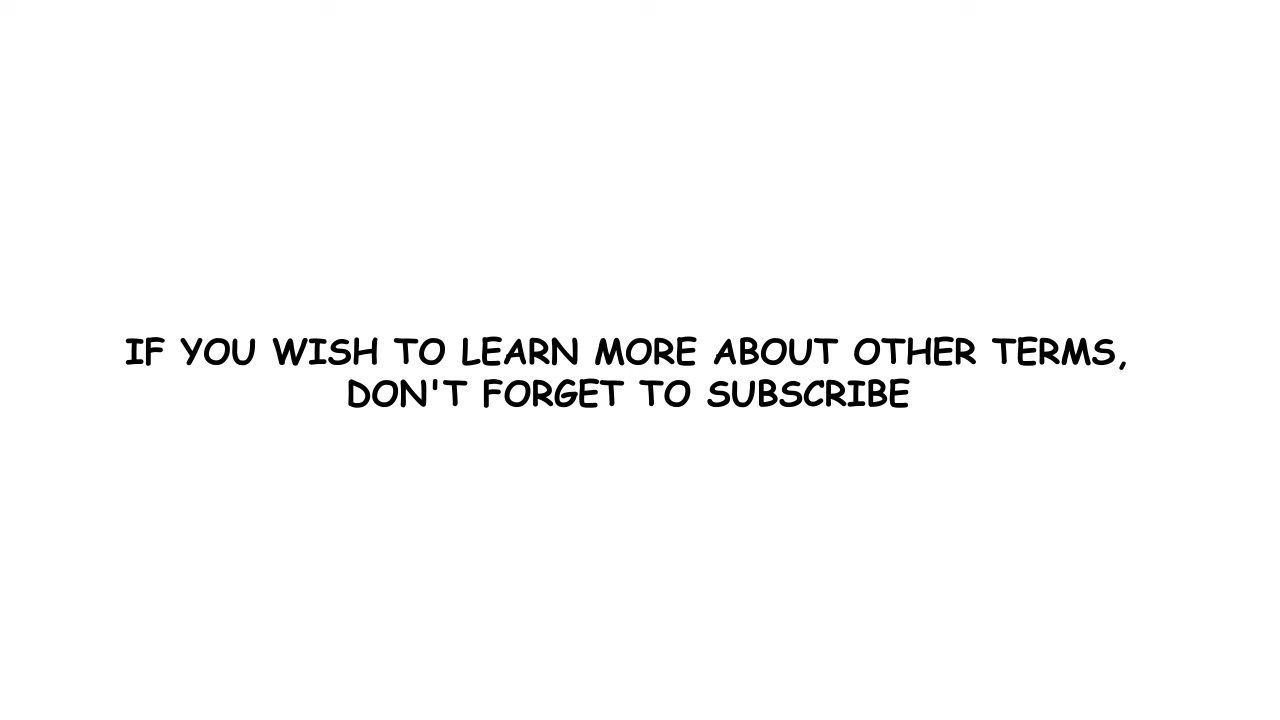 IF YOU WISH TO LEARN MORE ABOUT OTHER TERMS,
DON'T FORGET TO SUBSCRIBE